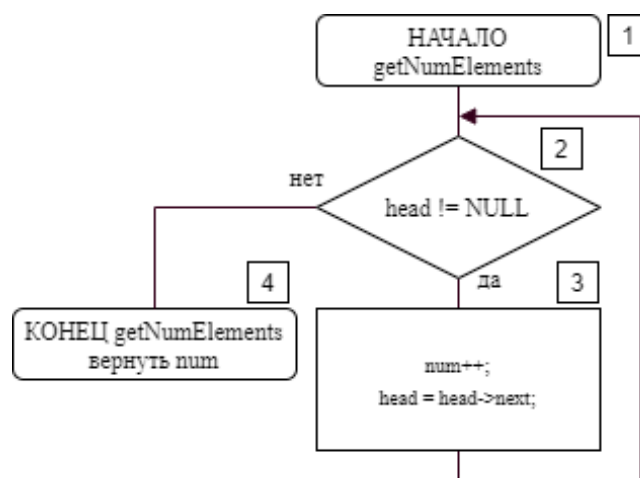 НАЧАЛО
getNumElements
1
2
head != NULL
нет
да
3
4
КОНЕЦ getNumElements
вернуть num
num++;
head = head->next;